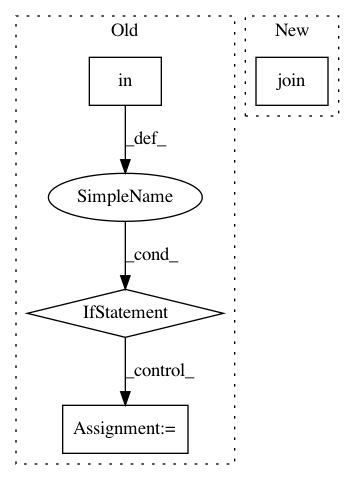 Old
New
in
join
_def_
SimpleName
_cond_
IfStatement
_control_
Assignment:=